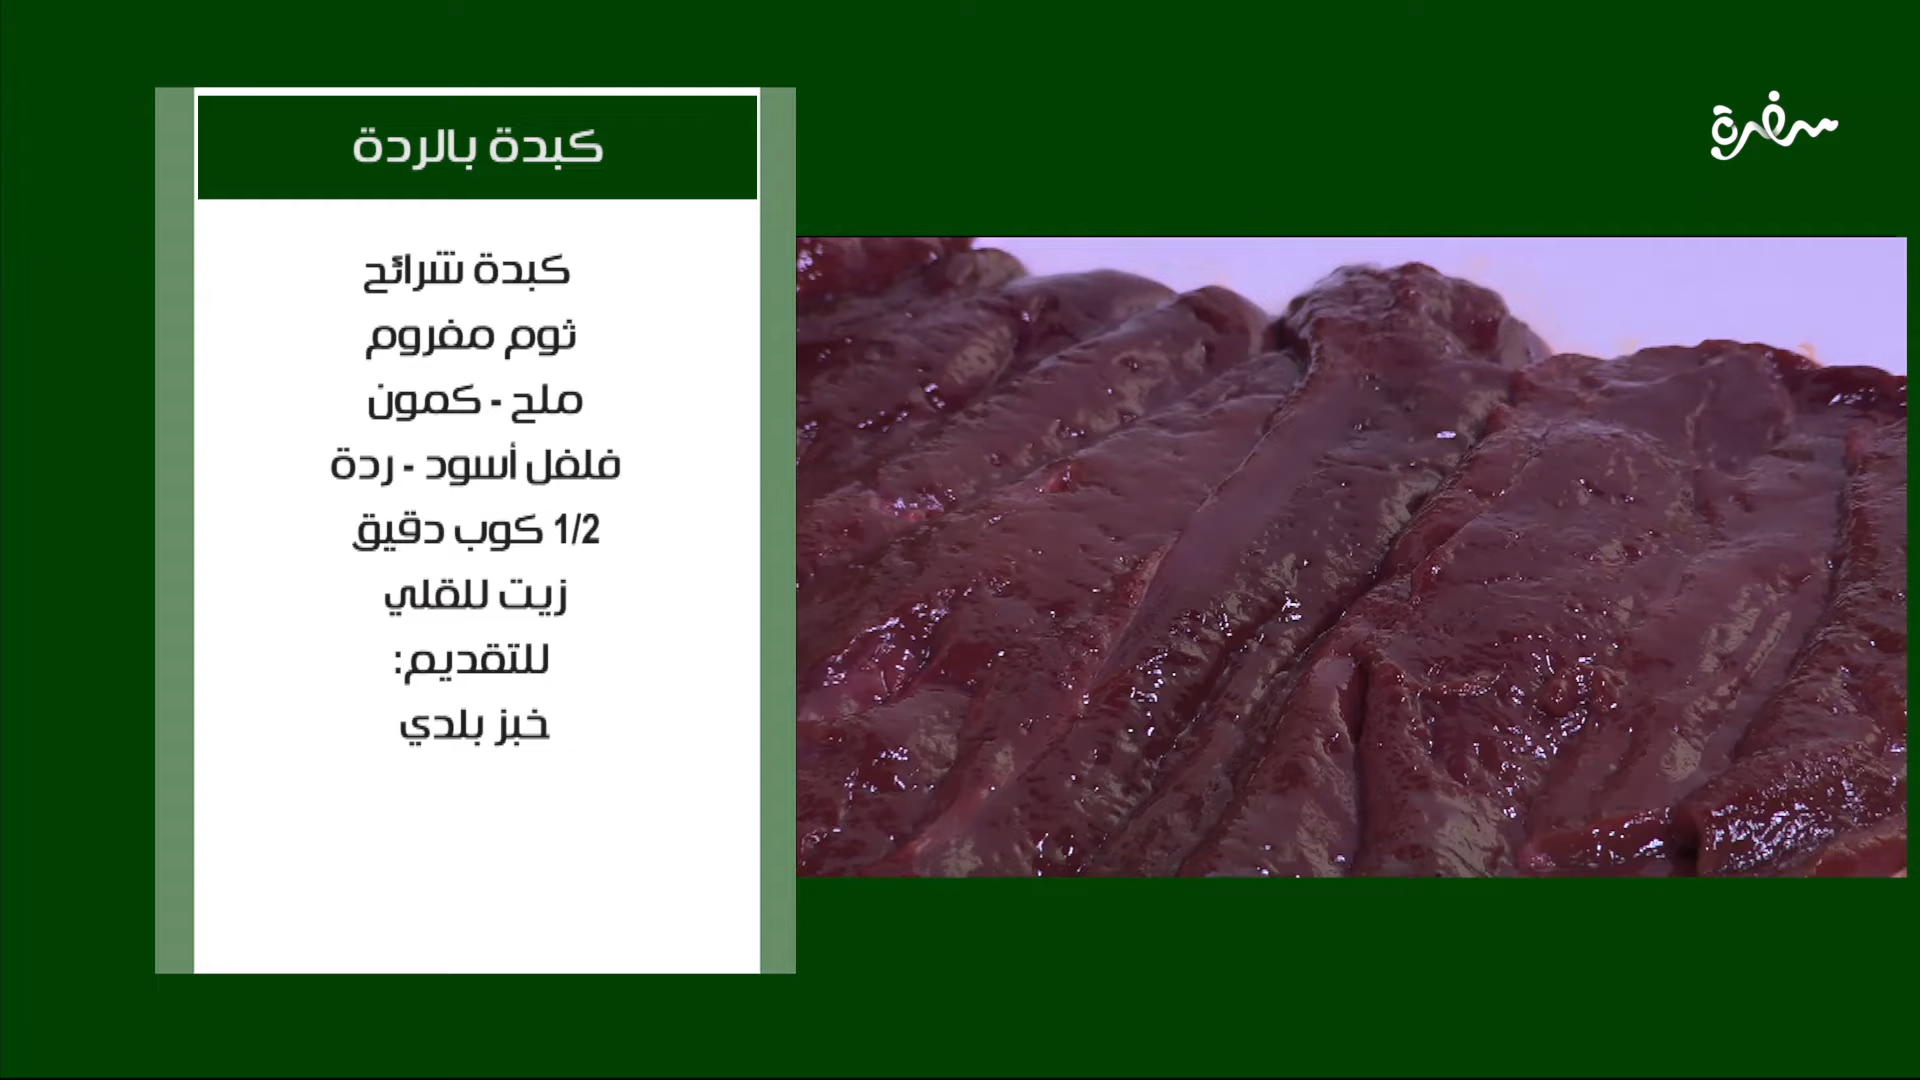 سفرة
كبدة بالردة
كبدة شرائح
ثوم مفروم
ملح - كمون
فلفل أسود - ردة
1/2 كوب دقيق
زيت للقلي
للتقديم:
خبز بلدي